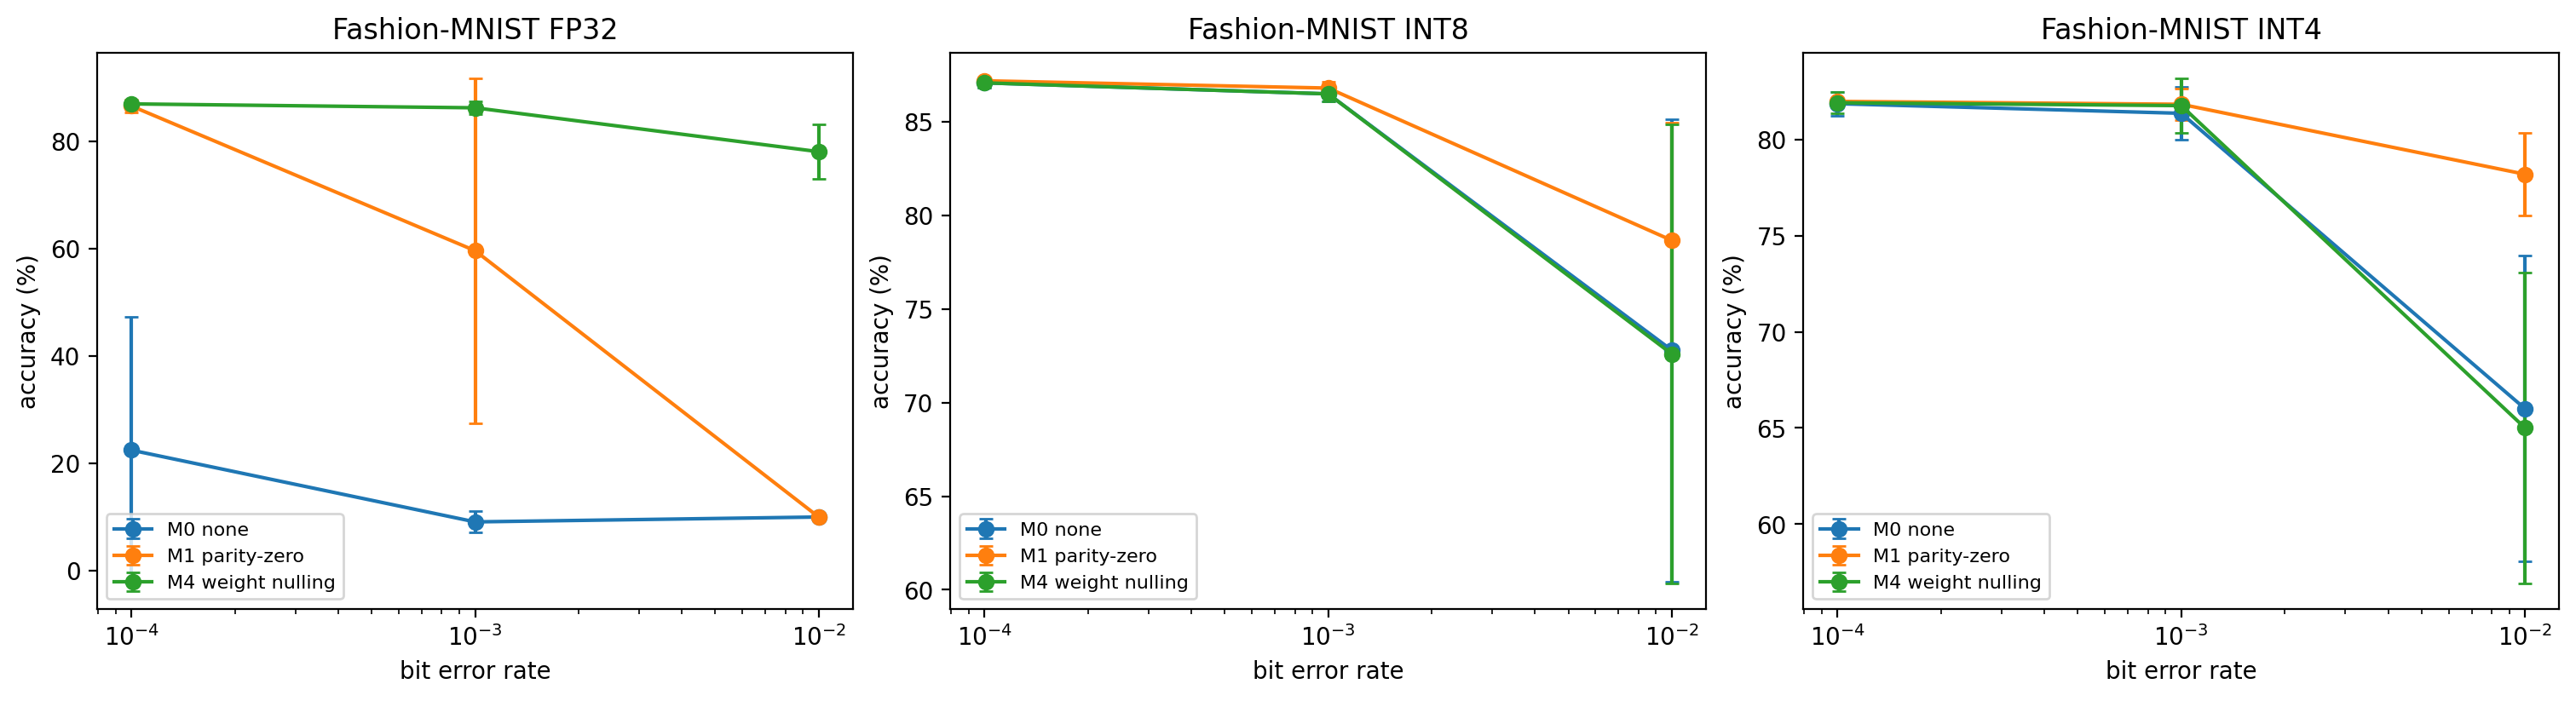 Fashion-MNIST FP32
accuracy (%)
80
60
40
20
0
M0 none
M1 parity-zero
M4 weight nulling
10⁻⁴
10⁻³
10⁻²
bit error rate
Fashion-MNIST INT8
accuracy (%)
85
80
75
70
65
60
M0 none
M1 parity-zero
M4 weight nulling
10⁻⁴
10⁻³
10⁻²
bit error rate
Fashion-MNIST INT4
accuracy (%)
80
75
70
65
60
M0 none
M1 parity-zero
M4 weight nulling
10⁻⁴
10⁻³
10⁻²
bit error rate